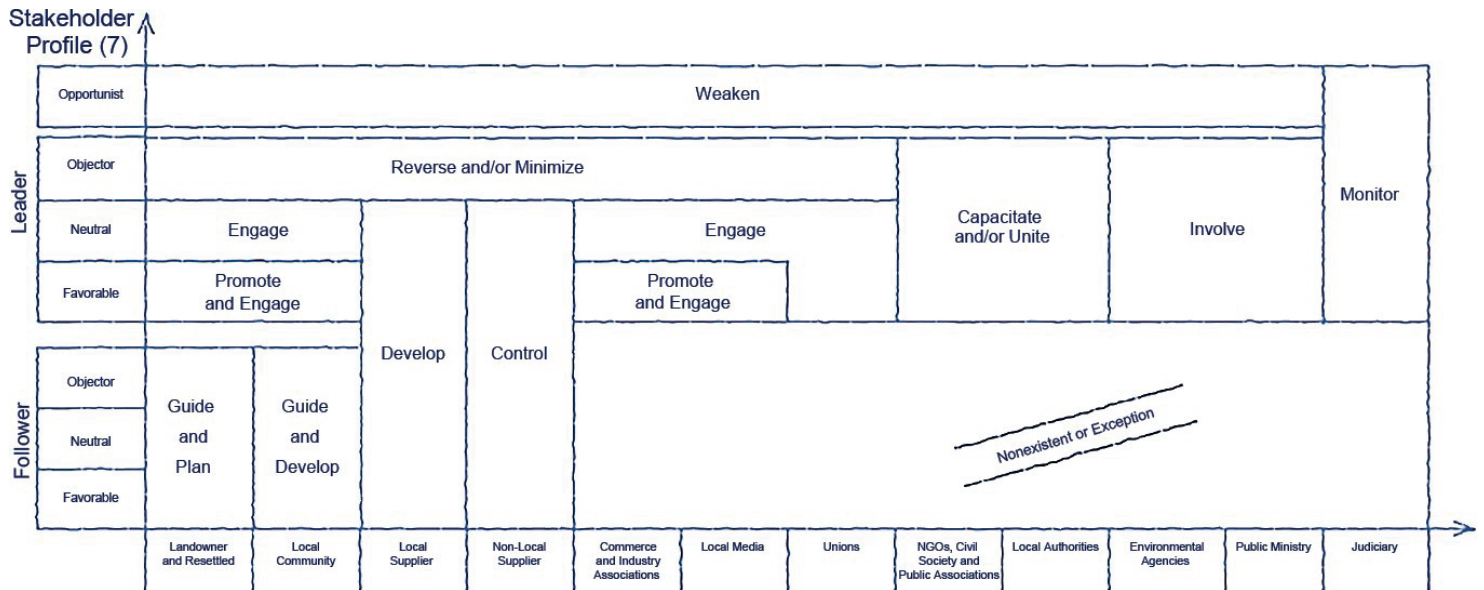 Stakeholder
Profile (7)
Opportunist
Weaken
Leader
Objector
Reverse and/or Minimize
Monitor
Neutral
Engage
Engage
Capacitate
and/or Unite
Involve
Favorable
Promote
and Engage
Promote
and Engage
Develop
Control
Follower
Objector
Neutral
Favorable
Guide
and
Plan
Guide
and
Develop
Nonexistent or Exception
Landowner
and Resettled
Local
Community
Local
Supplier
Non-Local
Supplier
Commerce
and Industry
Associations
Local Media
Unions
NGOs, Civil
Society and
Public Associations
Local Authorities
Environmental
Agencies
Public Ministry
Judiciary